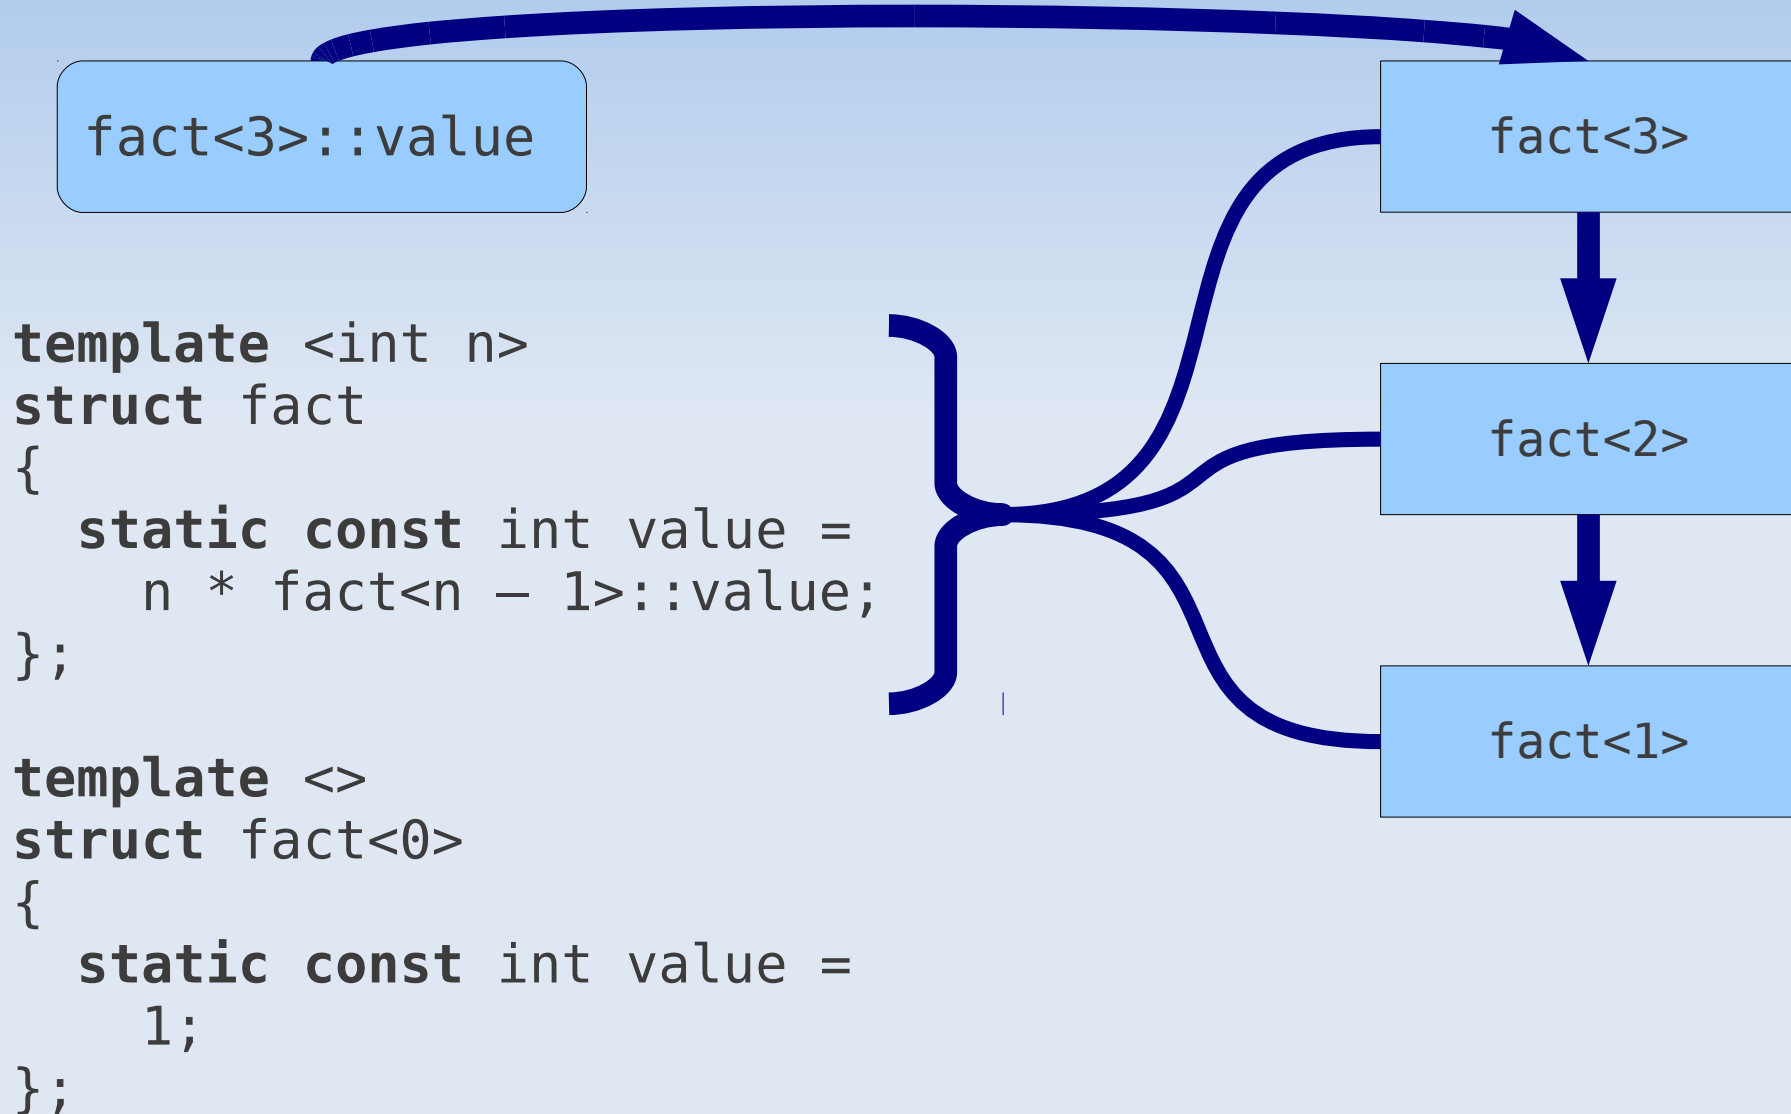 fact<3>::value
fact<3>
template <int n>
struct fact
{
  static const int value =
    n * fact<n – 1>::value;
};
fact<2>
fact<1>
template <>
struct fact<0>
{
  static const int value =
    1;
};